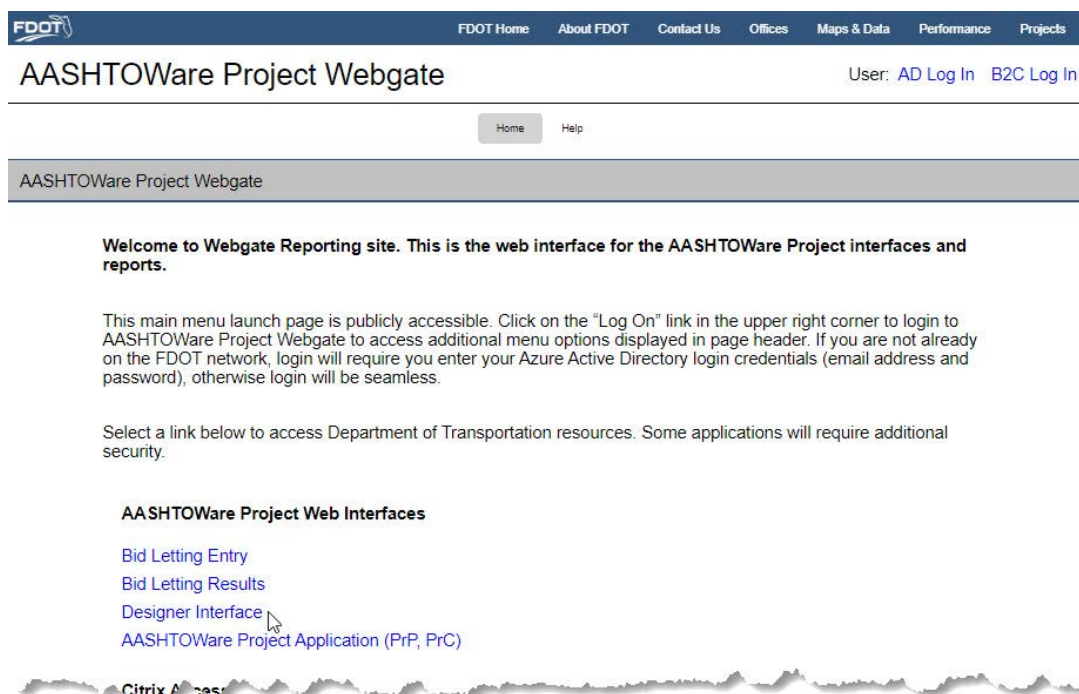 FDOT
FDOT Home About FDOT Contact Us Offices Maps & Data Performance Projects
AASHTOWare Project Webgate
User: AD Log In B2C Log In
Home Help
AASHTOWare Project Webgate
Welcome to Webgate Reporting site. This is the web interface for the AASHTOWare Project interfaces and
reports.
This main menu launch page is publicly accessible. Click on the “Log On” link in the upper right corner to login to
AASHTOWare Project Webgate to access additional menu options displayed in page header. If you are not already
on the FDOT network, login will require you enter your Azure Active Directory login credentials (email address and
password), otherwise login will be seamless.
Select a link below to access Department of Transportation resources. Some applications will require additional
security.
AASHTOWare Project Web Interfaces
Bid Letting Entry
Bid Letting Results
Designer Interface
AASHTOWare Project Application (PrP, PrC)
Citrix